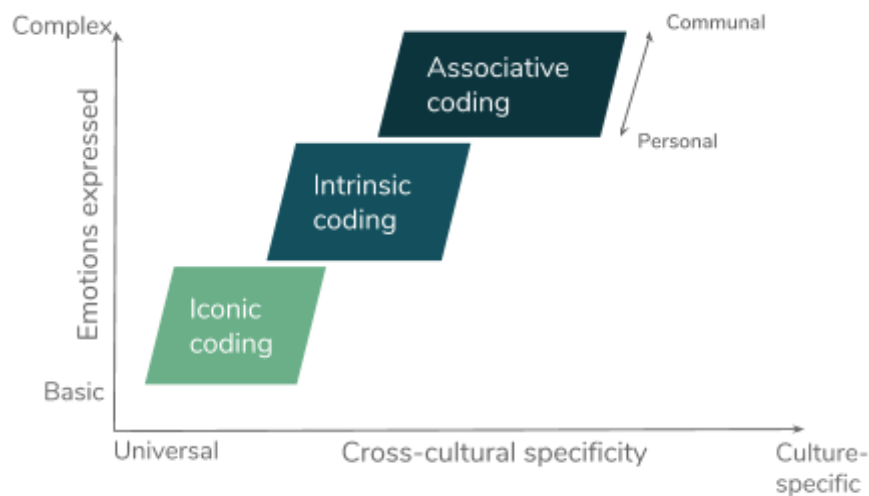 Complex
Communal
Associative
coding
Personal
Emotions expressed
Intrinsic
coding
Iconic
coding
Basic
Universal
Cross-cultural specificity
Culture-
specific